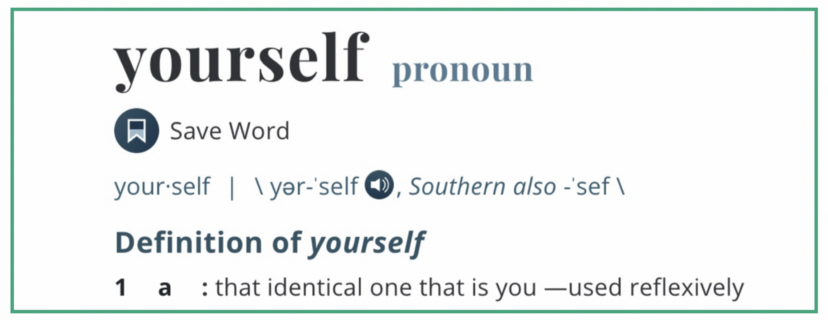 yourself pronoun
Save Word
your·self | \ yər-ˈself , Southern also -ˈsef \
Definition of yourself
1 a : that identical one that is you —used reflexively